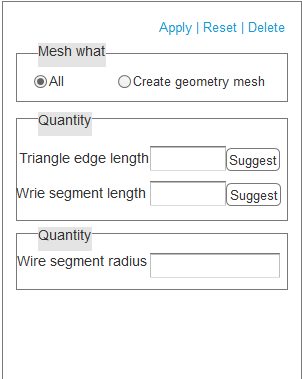 Apply | Reset | Delete
Mesh what
All Create geometry mesh
Quantity
Triangle edge length Suggest
Wrie segment length Suggest
Quantity
Wire segment radius